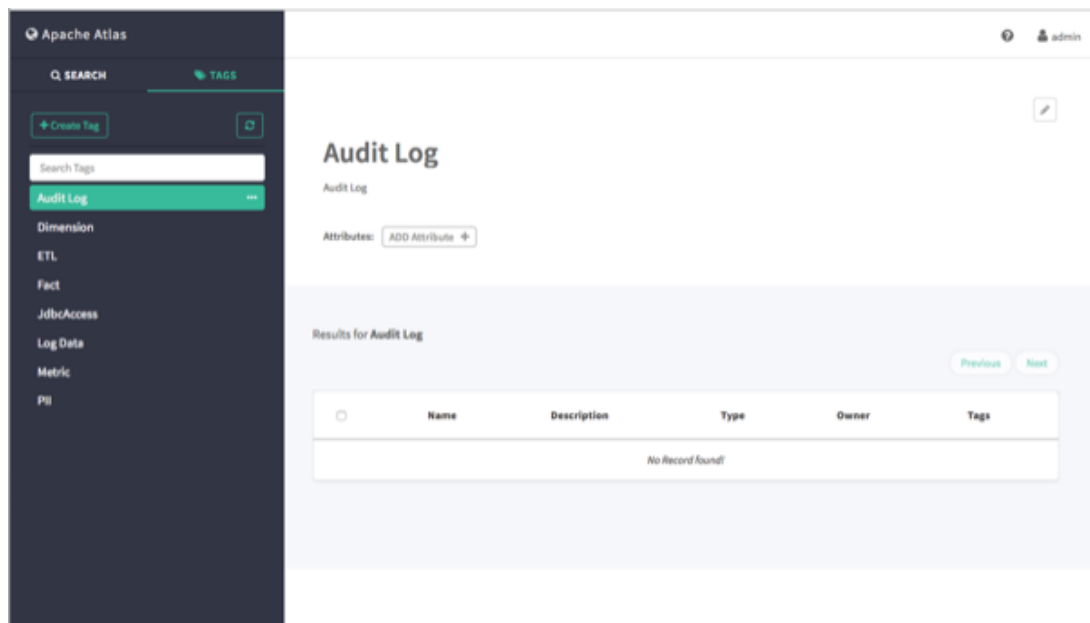 Apache Atlas
admin
SEARCH
TAGS
+ Create Tag
Search Tags
Audit Log
Dimension
ETL
Fact
JdbcAccess
Log Data
Metric
PII
Audit Log
Audit Log
Attributes: ADD Attribute +
Results for Audit Log
Previous Next
Name Description Type Owner Tags
No Record found!